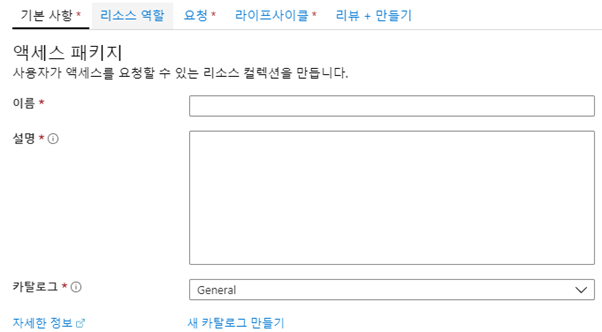 기본 사항 * 리소스 역할 요청 * 라이프사이클 * 리뷰 + 만들기
액세스 패키지
사용자가 액세스를 요청할 수 있는 리소스 컬렉션을 만듭니다.
이름 *
설명 *
카탈로그 * General
자세한 정보 새 카탈로그 만들기